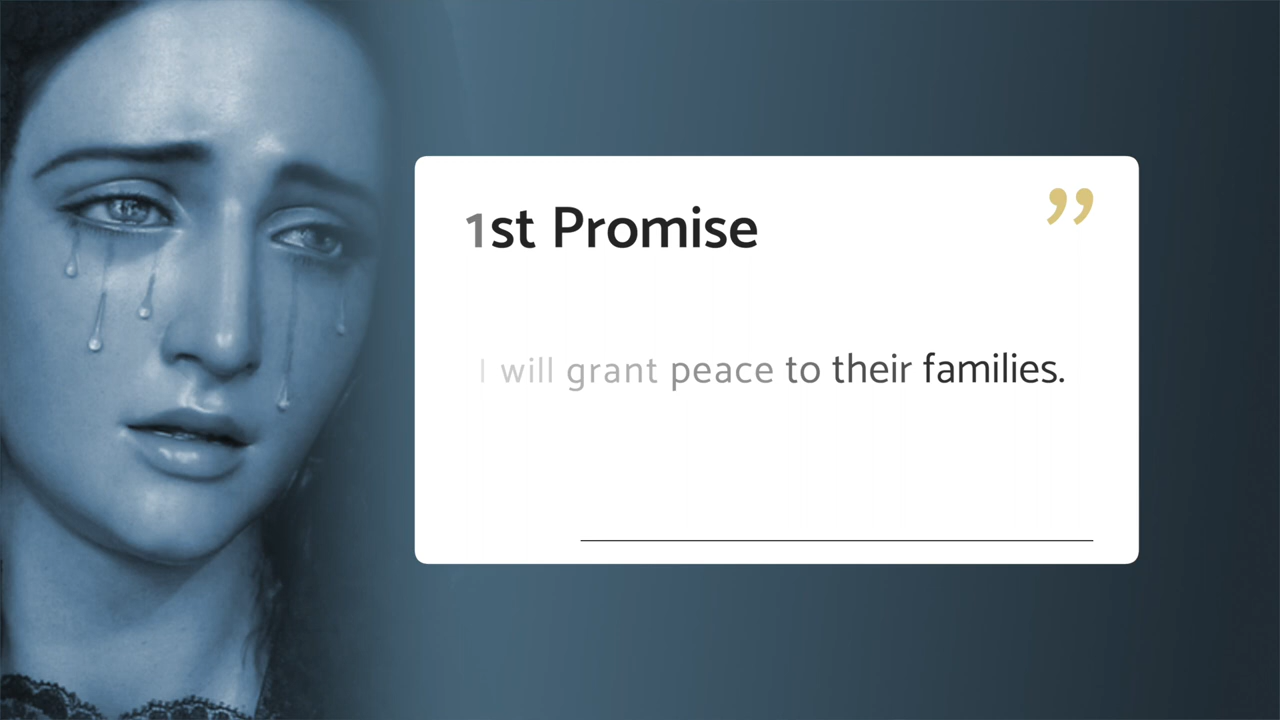 ”
1st Promise
I will grant peace to their families.